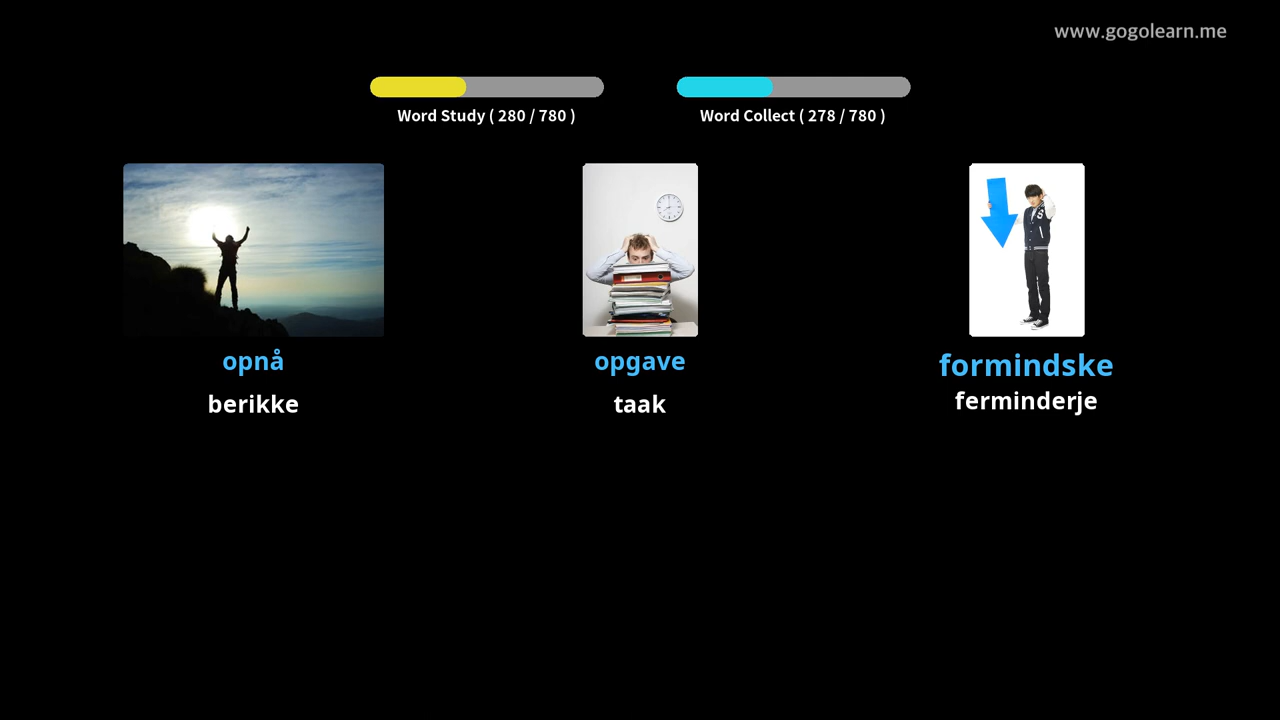 www.gogolearn.me
Word Study ( 280 / 780 )
Word Collect ( 278 / 780 )
opnå
opgave
formindske
berikke
taak
ferminderje